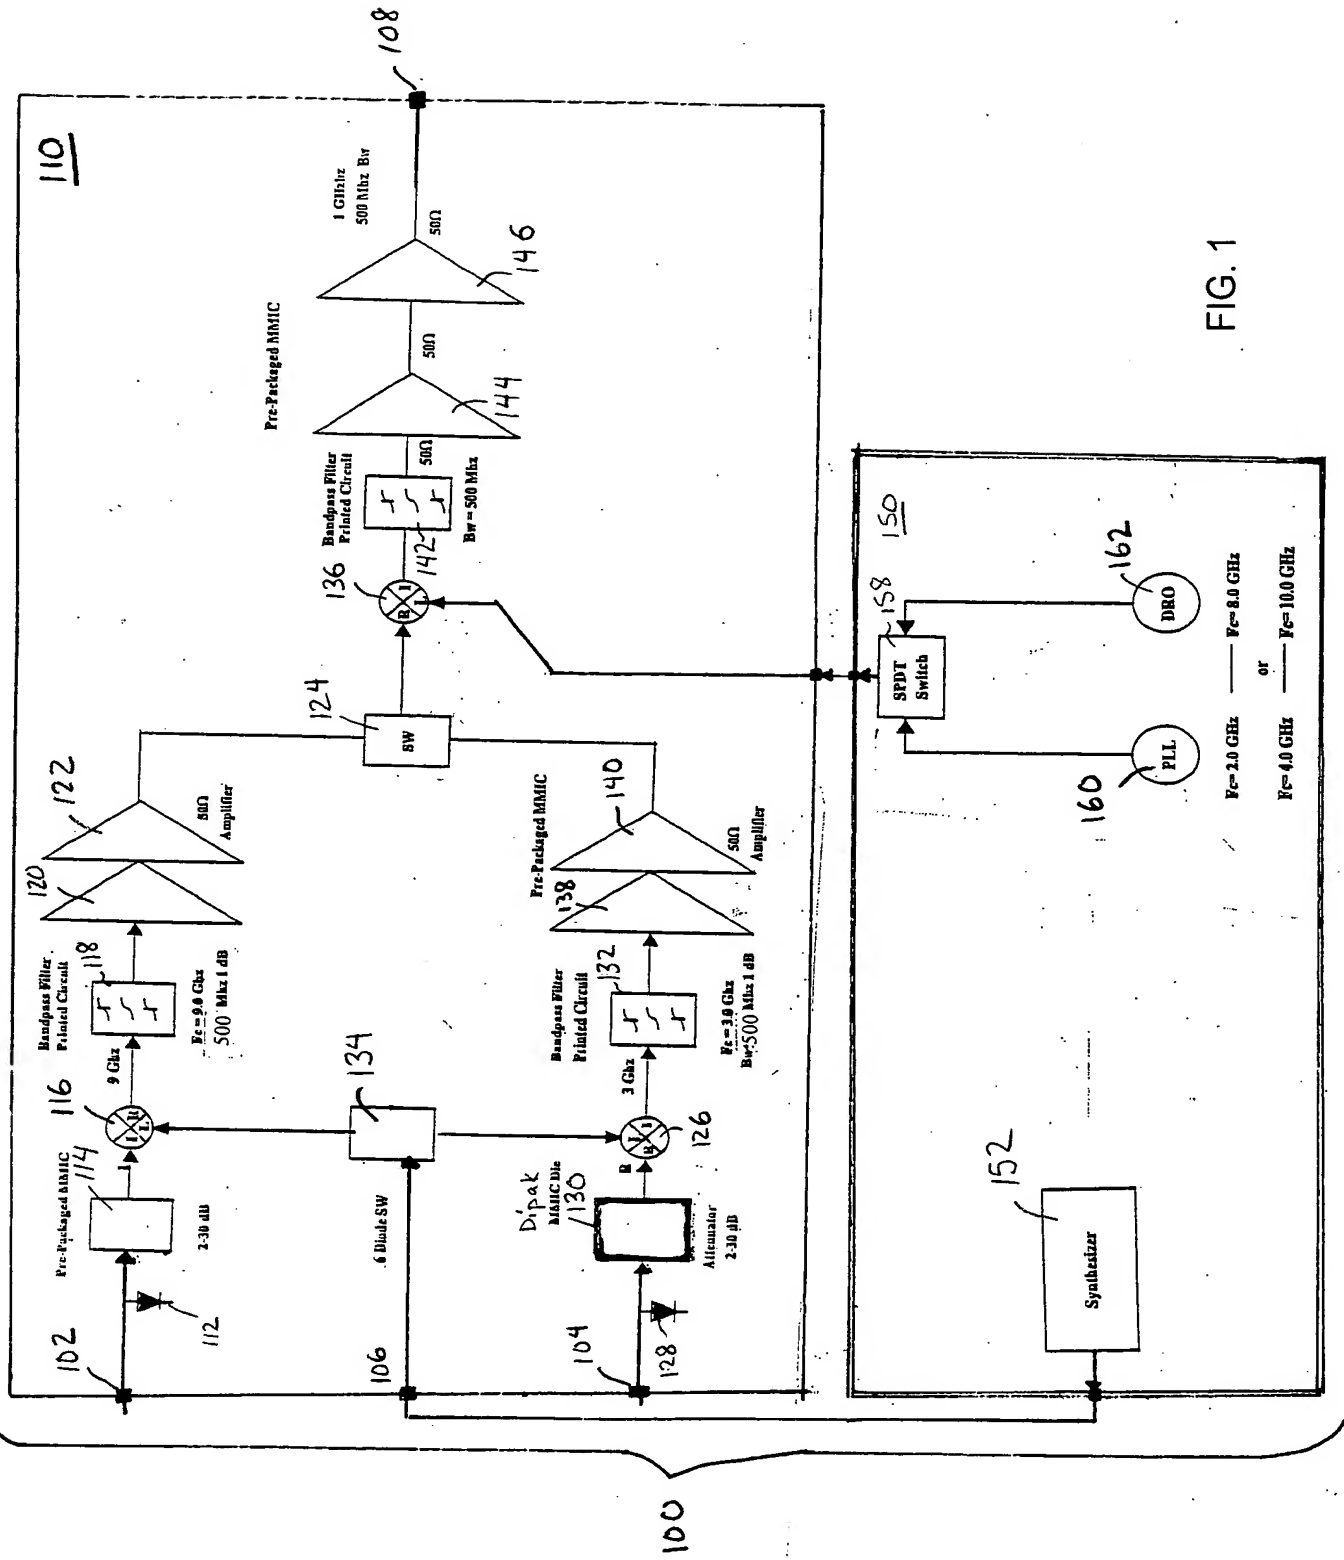 110
108
1 GHzhz
500 Mhz Bw
50Ω
146
Pre-Packaged MMIC
50Ω
144
50Ω
Bandpass Filter
Printed Circuit
142
Bw = 500 Mhz
136
R
I
L
124
SW
122
120
50Ω
Amplifier
Bandpass Filter
Printed Circuit
118
Fc = 9.0 Ghz
500 Mhz 1 dB
9 Ghz
116
I
R
L
L
I
Pre-Packaged MMIC
114
2-30 dB
112
102
134
.6 Diode SW
106
Pre-Packaged MMIC
140
138
50Ω
Amplifier
Bandpass Filter
Printed Circuit
132
Fc = 3.0 Ghz
Bw:500 Mhz 1 dB
3 Ghz
126
R
Dipak
MMIC Die
130
Attenuator
2-30 dB
104
128
150
158
SPDT
Switch
162
DRO
160
PLL
Fc= 2.0 GHz
Fc= 8.0 GHz
or
Fc= 4.0 GHz
Fc= 10.0 GHz
152
Synthesizer
100
FIG. 1